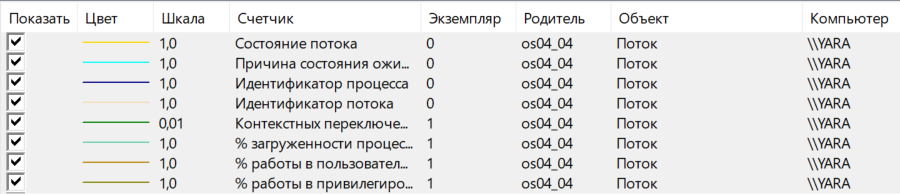 Показать Цвет Шкала Счетчик Экземпляр Родитель Объект Компьютер
1,0 Состояние потока 0 os04_04 Поток \\YARA
1,0 Причина состояния ожи... 0 os04_04 Поток \\YARA
1,0 Идентификатор процесса 0 os04_04 Поток \\YARA
1,0 Идентификатор потока 0 os04_04 Поток \\YARA
0,01 Контекстных переключе... 1 os04_04 Поток \\YARA
1,0 % загруженности процес... 1 os04_04 Поток \\YARA
1,0 % работы в пользовател... 1 os04_04 Поток \\YARA
1,0 % работы в привилегиро... 1 os04_04 Поток \\YARA